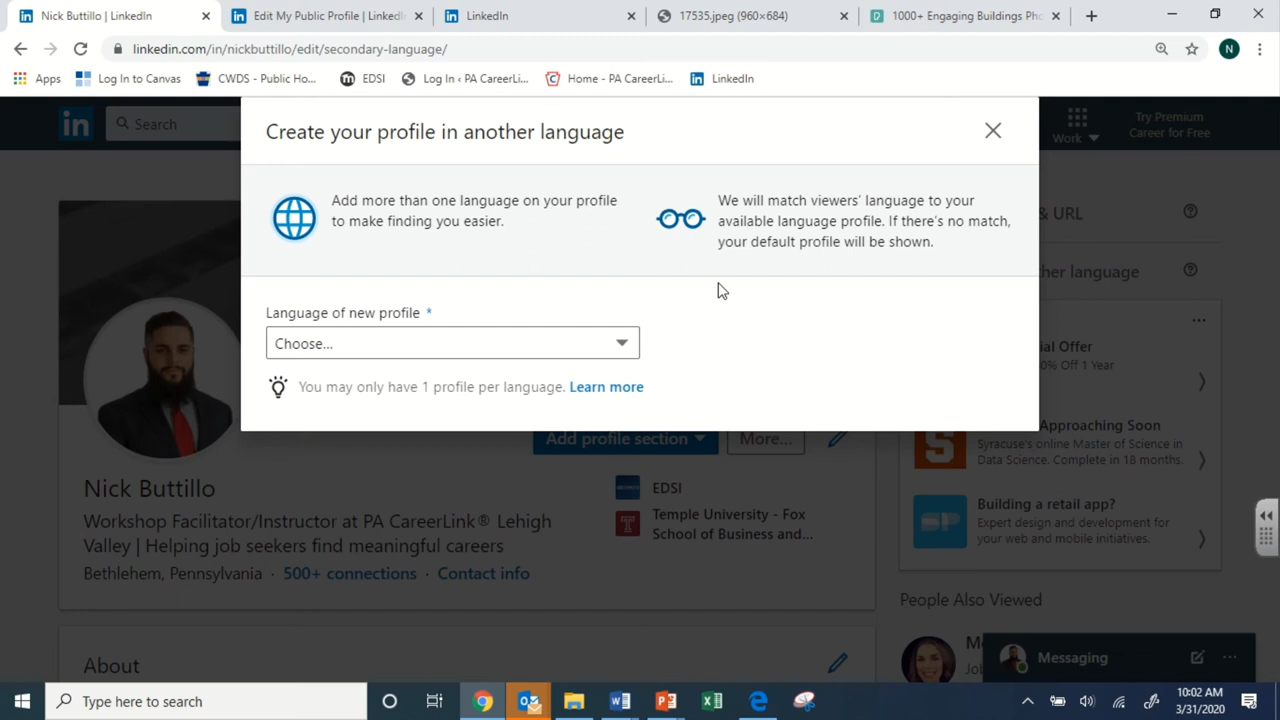 Nick Buttillo | LinkedIn
Edit My Public Profile | LinkedIn
LinkedIn
17535.jpeg (960×684)
1000+ Engaging Buildings Pho
linkedin.com/in/nickbuttillo/edit/secondary-language/
N
Apps
Log In to Canvas
CWDS - Public Ho...
EDSI
Log In ‹ PA CareerLi...
Home - PA CareerLi...
LinkedIn
in
Search
Work
Try Premium
Career for Free
Create your profile in another language
Add more than one language on your profile
to make finding you easier.
We will match viewers' language to your
available language profile. If there's no match,
your default profile will be shown.
Language of new profile *
Choose...
You may only have 1 profile per language. Learn more
& URL
her language
ial Offer
0% Off 1 Year
Approaching Soon
Syracuse's online Master of Science in
Data Science. Complete in 18 months.
Building a retail app?
Expert design and development for
your web and mobile initiatives.
People Also Viewed
Add profile section
More...
Nick Buttillo
Workshop Facilitator/Instructor at PA CareerLink® Lehigh
Valley | Helping job seekers find meaningful careers
Bethlehem, Pennsylvania · 500+ connections · Contact info
EDSI
Temple University - Fox
School of Business and...
About
Messaging
Type here to search
10:02 AM
3/31/2020